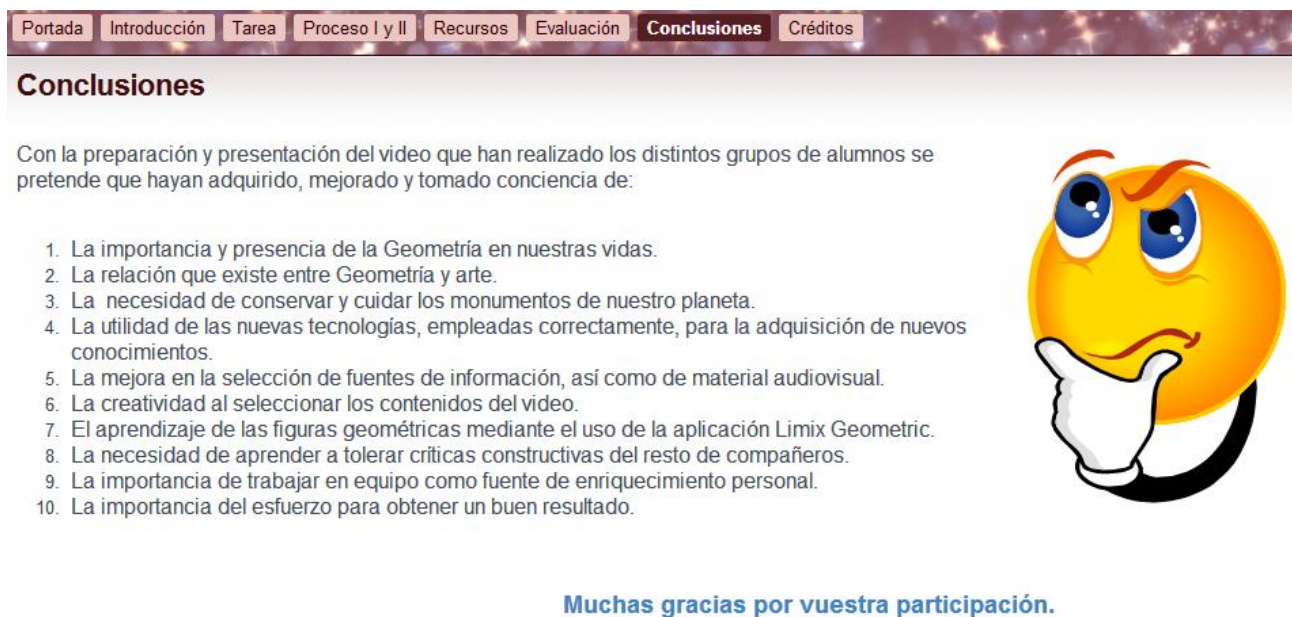 Portada Introducción Tarea Proceso I y II Recursos Evaluación Conclusiones Créditos
Conclusiones
Con la preparación y presentación del video que han realizado los distintos grupos de alumnos se
pretende que hayan adquirido, mejorado y tomado conciencia de:
1. La importancia y presencia de la Geometría en nuestras vidas.
2. La relación que existe entre Geometría y arte.
3. La necesidad de conservar y cuidar los monumentos de nuestro planeta.
4. La utilidad de las nuevas tecnologías, empleadas correctamente, para la adquisición de nuevos
conocimientos.
5. La mejora en la selección de fuentes de información, así como de material audiovisual.
6. La creatividad al seleccionar los contenidos del video.
7. El aprendizaje de las figuras geométricas mediante el uso de la aplicación Limix Geometric.
8. La necesidad de aprender a tolerar críticas constructivas del resto de compañeros.
9. La importancia de trabajar en equipo como fuente de enriquecimiento personal.
10. La importancia del esfuerzo para obtener un buen resultado.
Muchas gracias por vuestra participación.